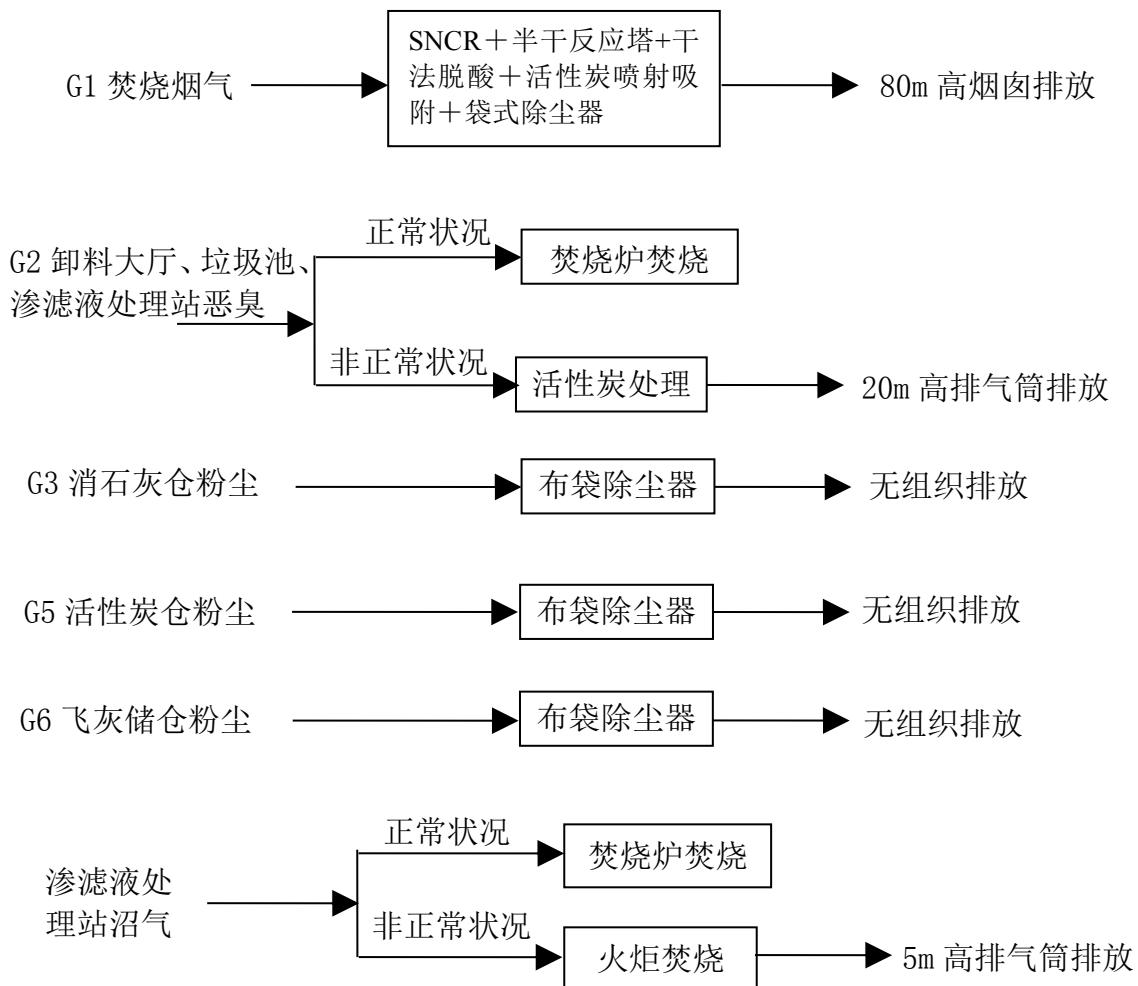 SNCR＋半干反应塔+干
法脱酸＋活性炭喷射吸
附＋袋式除尘器
G1 焚烧烟气
80m 高烟囱排放
正常状况
G2 卸料大厅、垃圾池、
渗滤液处理站恶臭
焚烧炉焚烧
非正常状况
活性炭处理
20m 高排气筒排放
G3 消石灰仓粉尘
布袋除尘器
无组织排放
G5 活性炭仓粉尘
布袋除尘器
无组织排放
G6 飞灰储仓粉尘
布袋除尘器
无组织排放
正常状况
焚烧炉焚烧
渗滤液处
理站沼气
非正常状况
火炬焚烧
5m 高排气筒排放